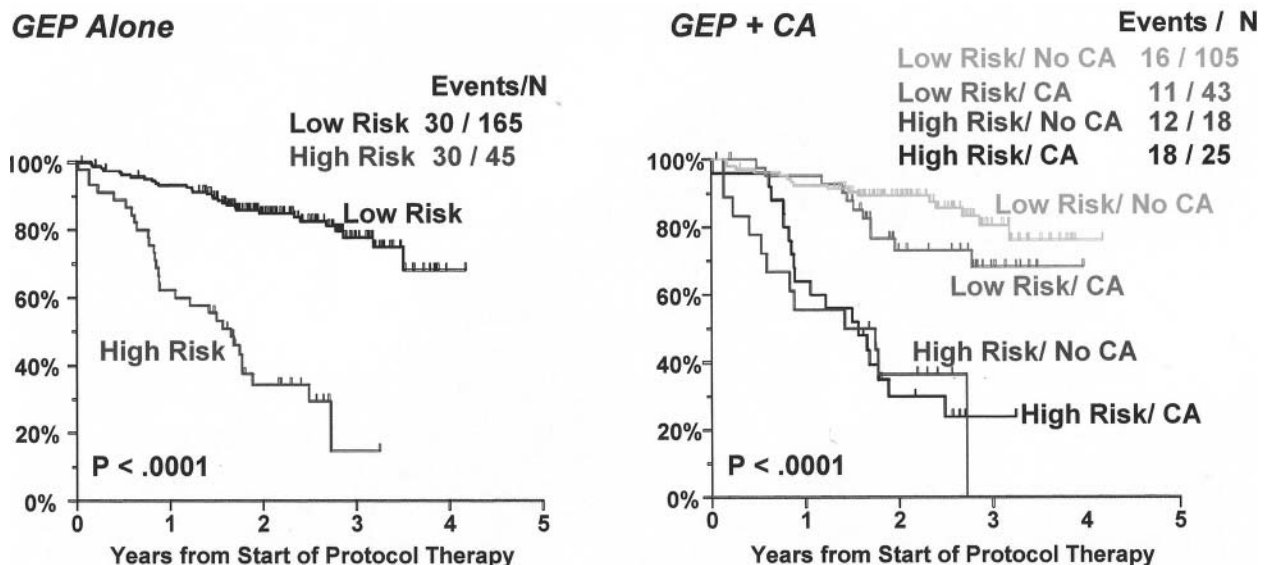 GEP Alone
Events/N
Low Risk 30 / 165
High Risk 30 / 45
100%
80%
60%
40%
20%
0%
Low Risk
High Risk
P < .0001
0 1 2 3 4 5
Years from Start of Protocol Therapy
GEP + CA
Events / N
Low Risk/ No CA 16 / 105
Low Risk/ CA 11 / 43
High Risk/ No CA 12 / 18
High Risk/ CA 18 / 25
100%
80%
60%
40%
20%
0%
Low Risk/ No CA
Low Risk/ CA
High Risk/ No CA
High Risk/ CA
P < .0001
0 1 2 3 4 5
Years from Start of Protocol Therapy